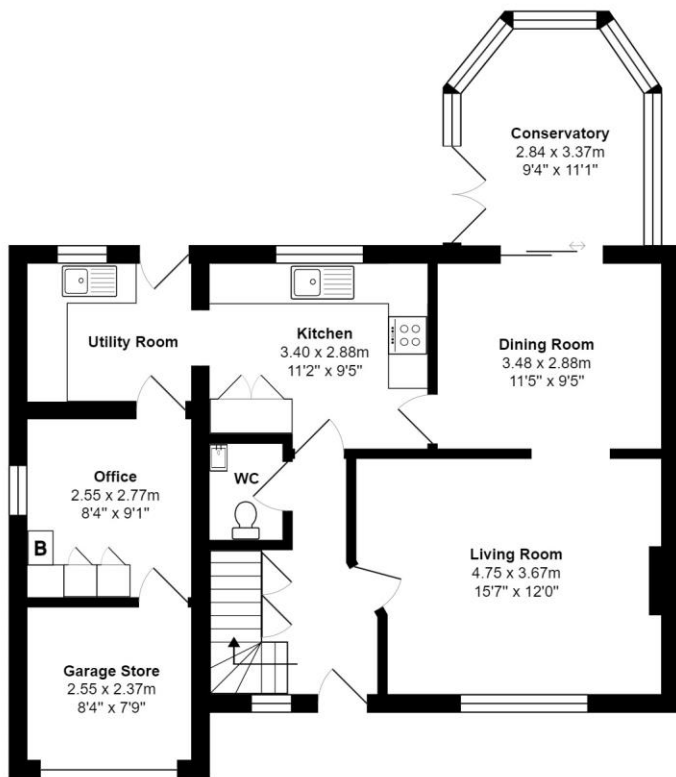 Conservatory
2.84 x 3.37m
9'4" x 11'1"
Utility Room
Kitchen
3.40 x 2.88m
11'2" x 9'5"
Dining Room
3.48 x 2.88m
11'5" x 9'5"
Office
2.55 x 2.77m
8'4" x 9'1"
B
WC
Living Room
4.75 x 3.67m
15'7" x 12'0"
Garage Store
2.55 x 2.37m
8'4" x 7'9"